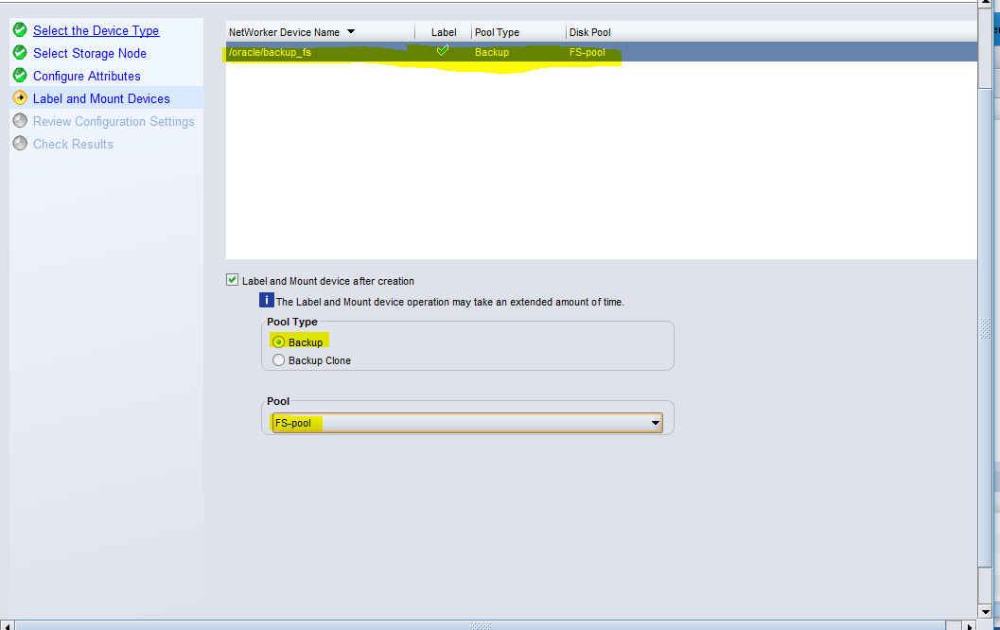 Select the Device Type
Select Storage Node
Configure Attributes
Label and Mount Devices
Review Configuration Settings
Check Results
NetWorker Device Name Label Pool Type Disk Pool
/oracle/backup_fs Backup FS-pool
Label and Mount device after creation
i The Label and Mount device operation may take an extended amount of time.
Pool Type
Backup
Backup Clone
Pool
FS-pool